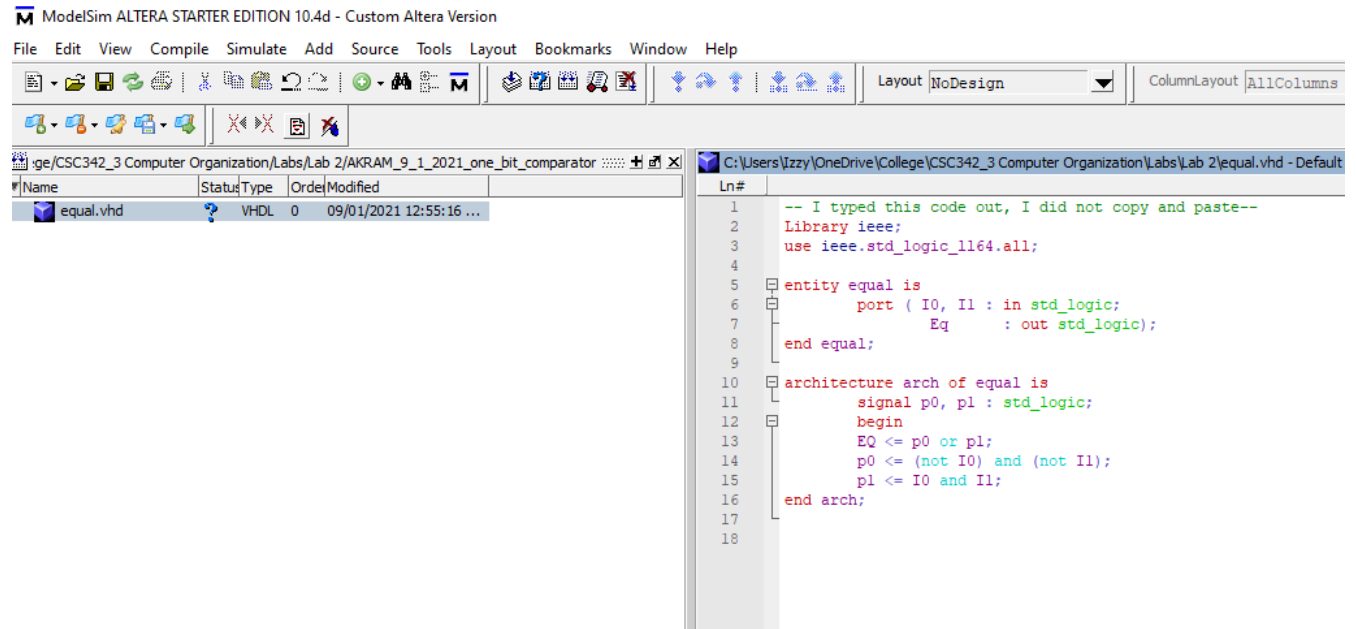 ModelSim ALTERA STARTER EDITION 10.4d - Custom Altera Version
File Edit View Compile Simulate Add Source Tools Layout Bookmarks Window Help
Layout NoDesign ColumnLayout AllColumns
ge/CSC342_3 Computer Organization/Labs/Lab 2/AKRAM_9_1_2021_one_bit_comparator
Name Status Type Order Modified
equal.vhd ? VHDL 0 09/01/2021 12:55:16 ...
C:\Users\Izzy\OneDrive\College\CSC342_3 Computer Organization\Labs\Lab 2\equal.vhd - Default
Ln#
1 -- I typed this code out, I did not copy and paste--
2 Library ieee;
3 use ieee.std_logic_1164.all;
4
5 entity equal is
6 port ( I0, I1 : in std_logic;
7 Eq : out std_logic);
8 end equal;
9
10 architecture arch of equal is
11 signal p0, p1 : std_logic;
12 begin
13 EQ <= p0 or p1;
14 p0 <= (not I0) and (not I1);
15 p1 <= I0 and I1;
16 end arch;
17
18